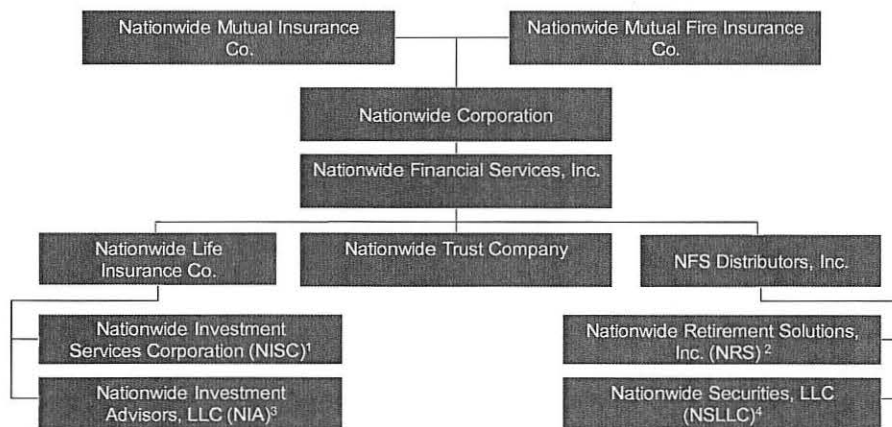 Nationwide Mutual Insurance
Co.
Nationwide Mutual Fire Insurance
Co.
Nationwide Corporation
Nationwide Financial Services, Inc.
Nationwide Life
Insurance Co.
Nationwide Trust Company
NFS Distributors, Inc.
Nationwide Investment
Services Corporation (NISC)¹
Nationwide Retirement Solutions,
Inc. (NRS) ²
Nationwide Investment
Advisors, LLC (NIA)³
Nationwide Securities, LLC
(NSLLC)⁴